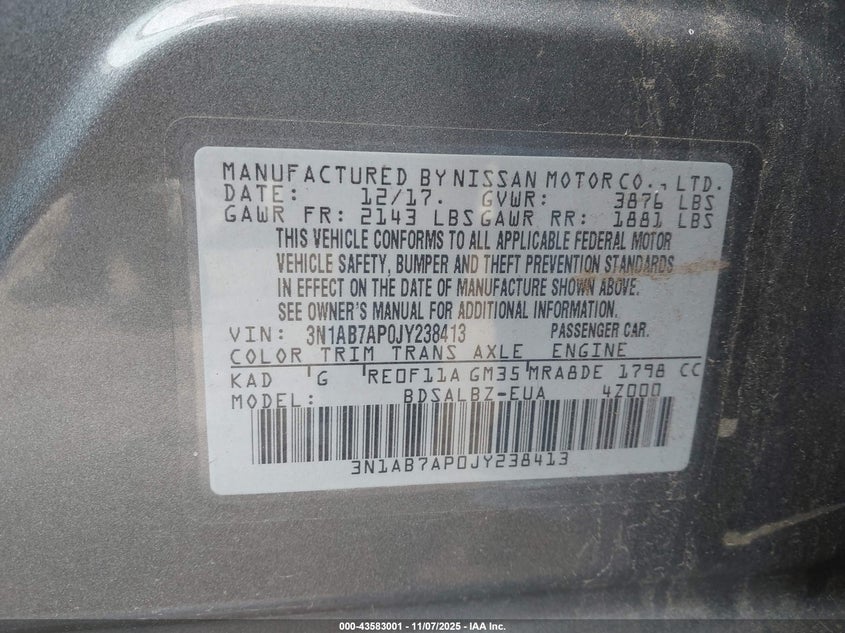 MANUFACTURED BY NISSAN MOTOR CO., LTD.
DATE: 12/17. GVWR: 3876 LBS
GAWR FR: 2143 LBS GAWR RR: 1881 LBS
THIS VEHICLE CONFORMS TO ALL APPLICABLE FEDERAL MOTOR
VEHICLE SAFETY, BUMPER AND THEFT PREVENTION STANDARDS
IN EFFECT ON THE DATE OF MANUFACTURE SHOWN ABOVE.
SEE OWNER'S MANUAL FOR ADDITIONAL INFORMATION.
VIN: 3N1AB7AP0JY238413 PASSENGER CAR.
COLOR TRIM TRANS AXLE ENGINE
KAD G RE0F11A GM35 MRA8DE 1798 CC
MODEL: BDSALBZ-EUA 4Z000
3N1AB7AP0JY238413
000-43583001 - 11/07/2025 - IAA Inc.